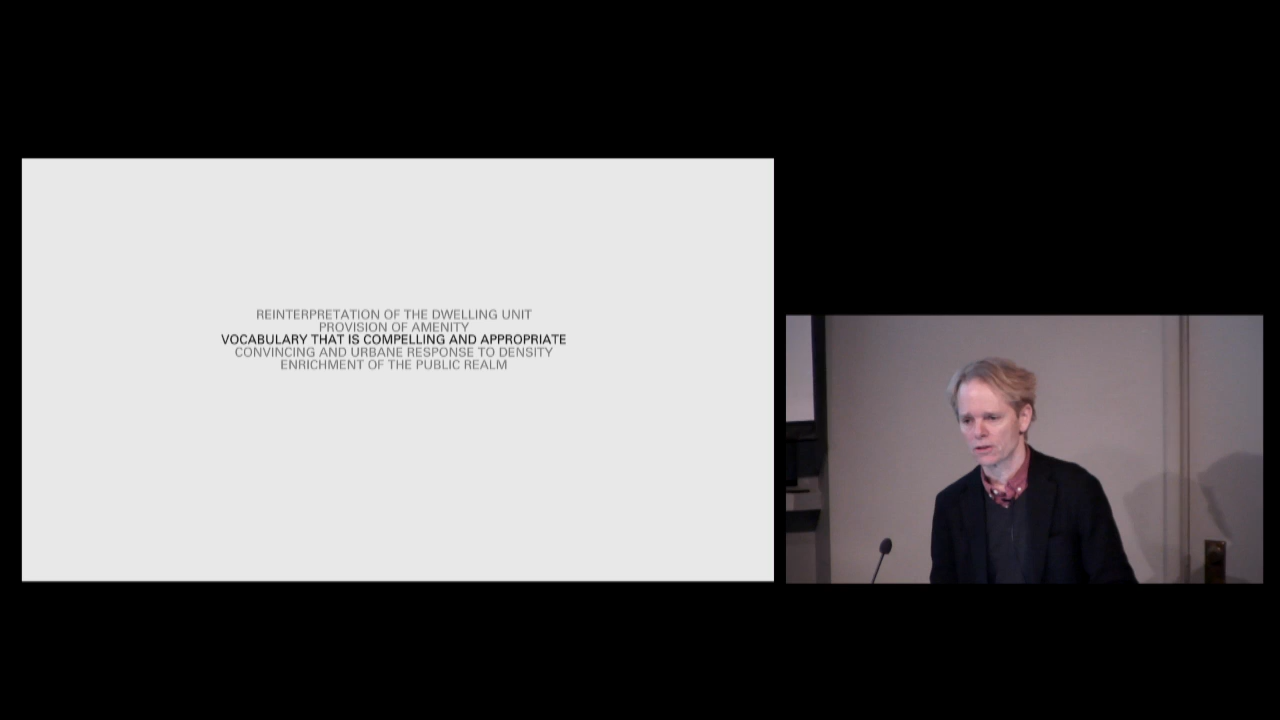 REINTERPRETATION OF THE DWELLING UNIT
PROVISION OF AMENITY
VOCABULARY THAT IS COMPELLING AND APPROPRIATE
CONVINCING AND URBANE RESPONSE TO DENSITY
ENRICHMENT OF THE PUBLIC REALM